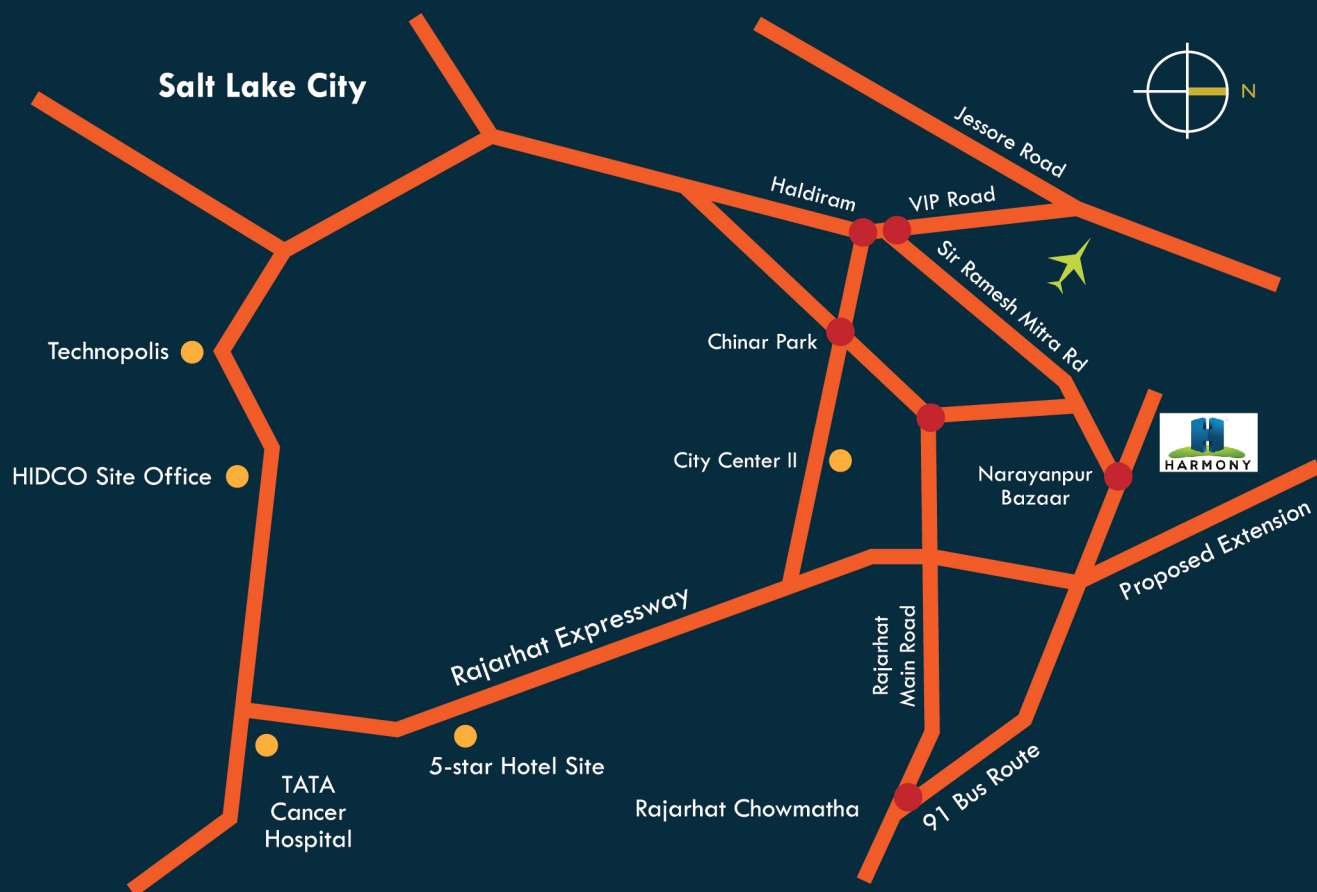 Salt Lake City
N
Jessore Road
Haldiram
VIP Road
Sir Ramesh Mitra Rd
Technopolis
Chinar Park
HARMONY
City Center II
Narayanpur
Bazaar
HIDCO Site Office
Proposed Extension
Rajarhat Expressway
Rajarhat
Main Road
5-star Hotel Site
TATA
Cancer
Hospital
Rajarhat Chowmatha
91 Bus Route